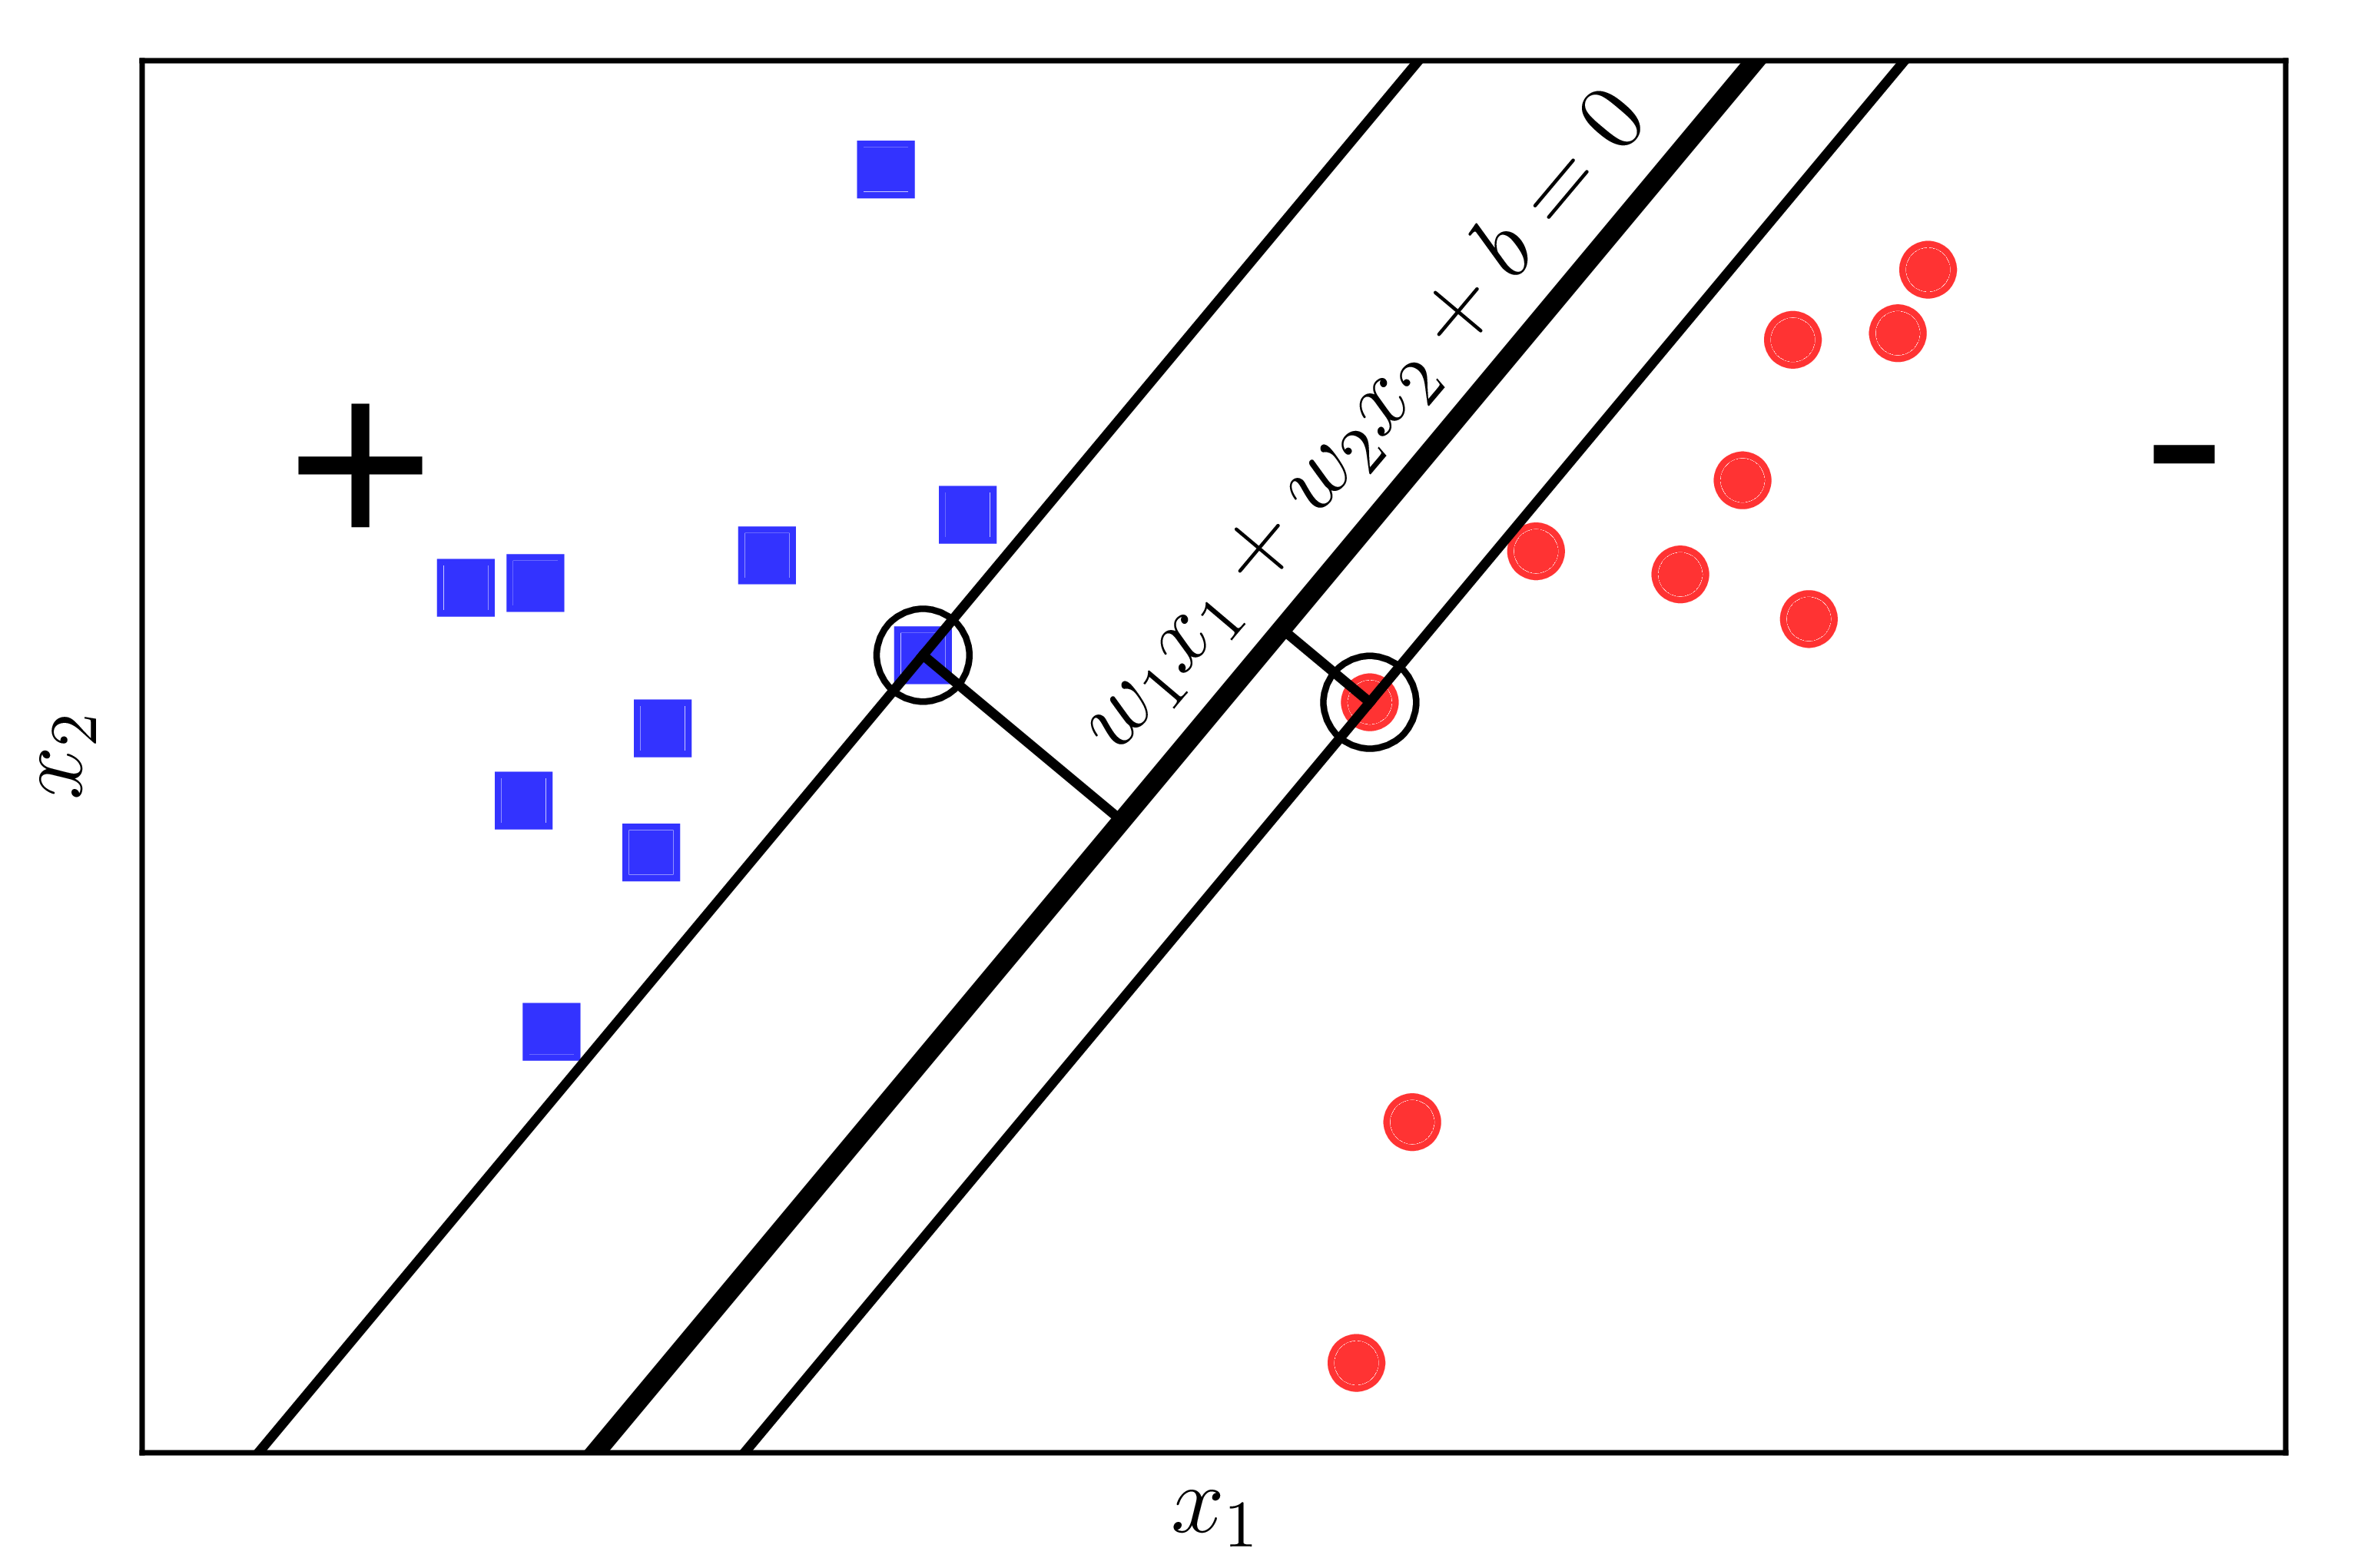 w₁x₁ + w₂x₂ + b = 0
+
-
x₂
x₁